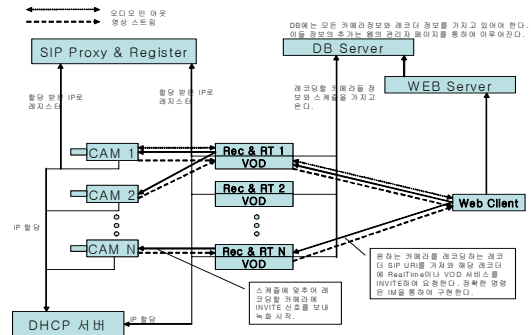 오디오 인 아웃
영상 스트림
DB에는 모든 카메라정보와 레코더 정보를 가지고 있어야 한다.
이들 정보의 추가는 웹의 관리자 페이지를 통하여 이루어진다.
SIP Proxy & Register
DB Server
WEB Server
할당 받은 IP로
레지스터
할당 받은 IP로
레지스터
레코딩할 카메라들 정
보와 스케쥴을 가지고
온다.
CAM 1
Rec & RT 1
VOD
CAM 2
Rec & RT 2
VOD
Web Client
IP 할당
CAM N
Rec & RT N
VOD
원하는 카메라를 레코딩하는 레코
더 SIP URI를 가져와 해당 레코더
에 RealTime이나 VOD 서비스를
INVITE하여 요청한다. 정확한 명령
은 IM을 통하여 구현한다.
스케쥴에 맞추어 레
코딩할 카메라에
INVITE 신호를 보내
녹화 시작.
IP 할당
DHCP 서버